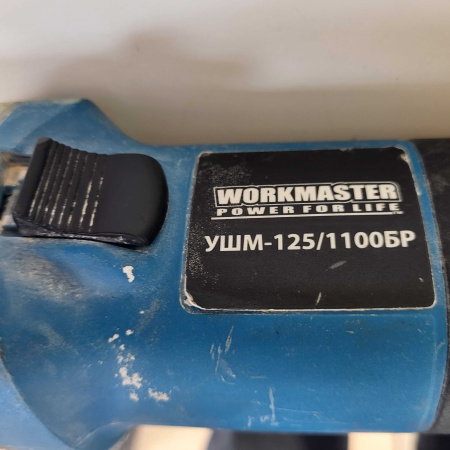 WORKMASTER
POWER FOR LIFE
УШМ-125/1100БР